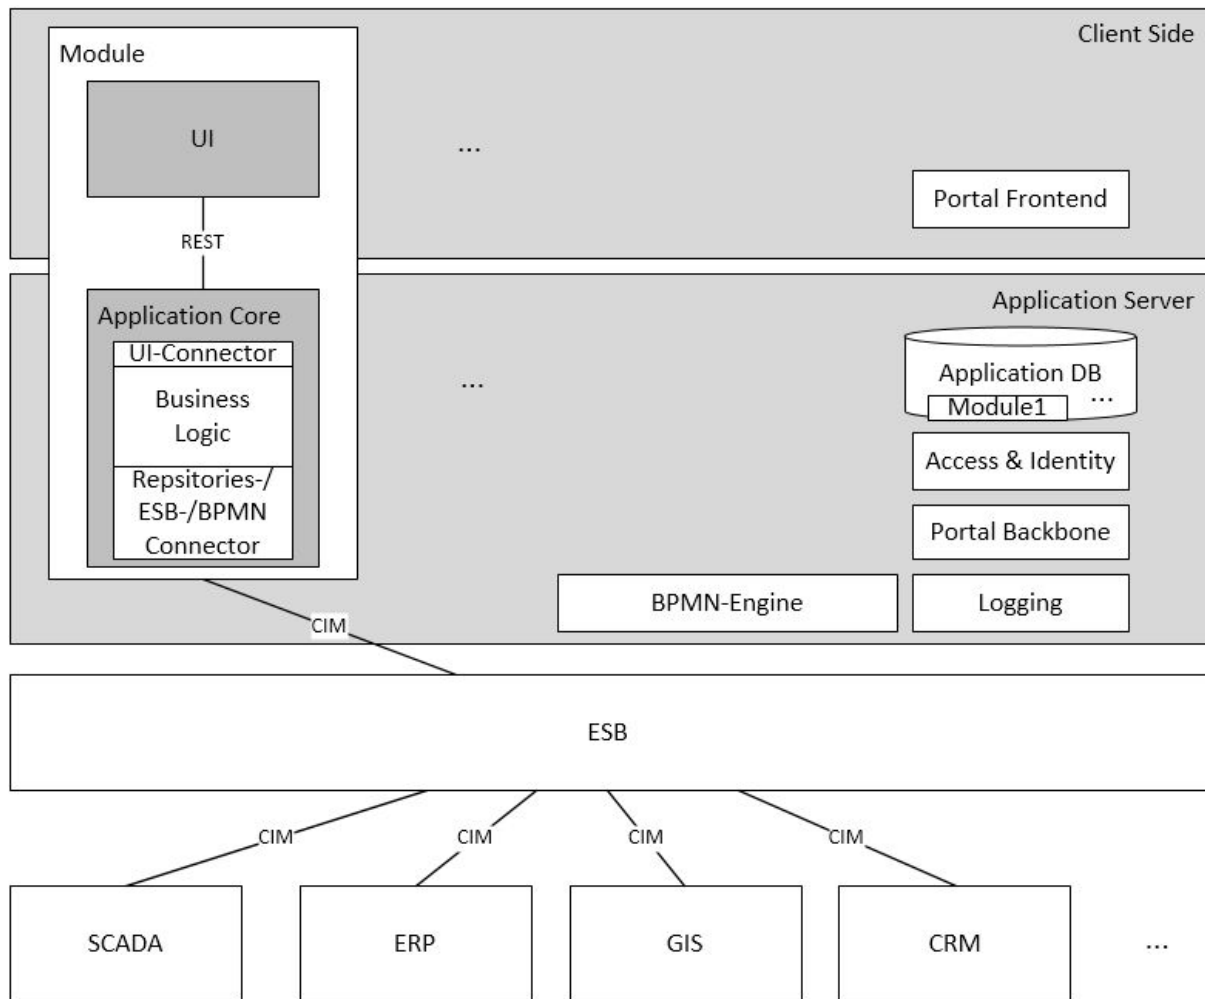 Client Side
Module
UI
...
Portal Frontend
REST
Application Server
Application Core
UI-Connector
Business
Logic
Repsitories-/
ESB-/BPMN
Connector
...
Application DB
...
Module1
Access & Identity
Portal Backbone
BPMN-Engine
Logging
CIM
ESB
CIM
CIM
CIM
CIM
SCADA
ERP
GIS
CRM
...